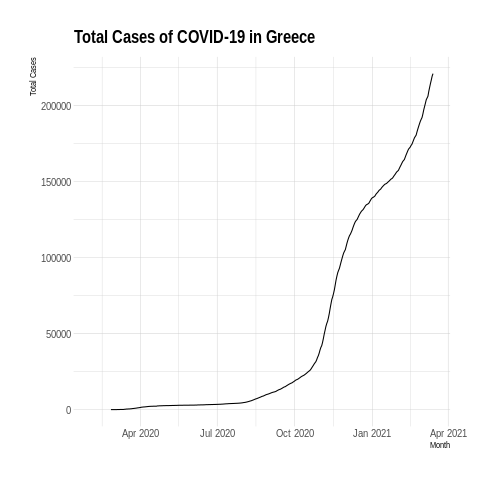 Total Cases of COVID-19 in Greece
Total Cases
200000
150000
100000
50000
0
Apr 2020
Jul 2020
Oct 2020
Jan 2021
Apr 2021
Month